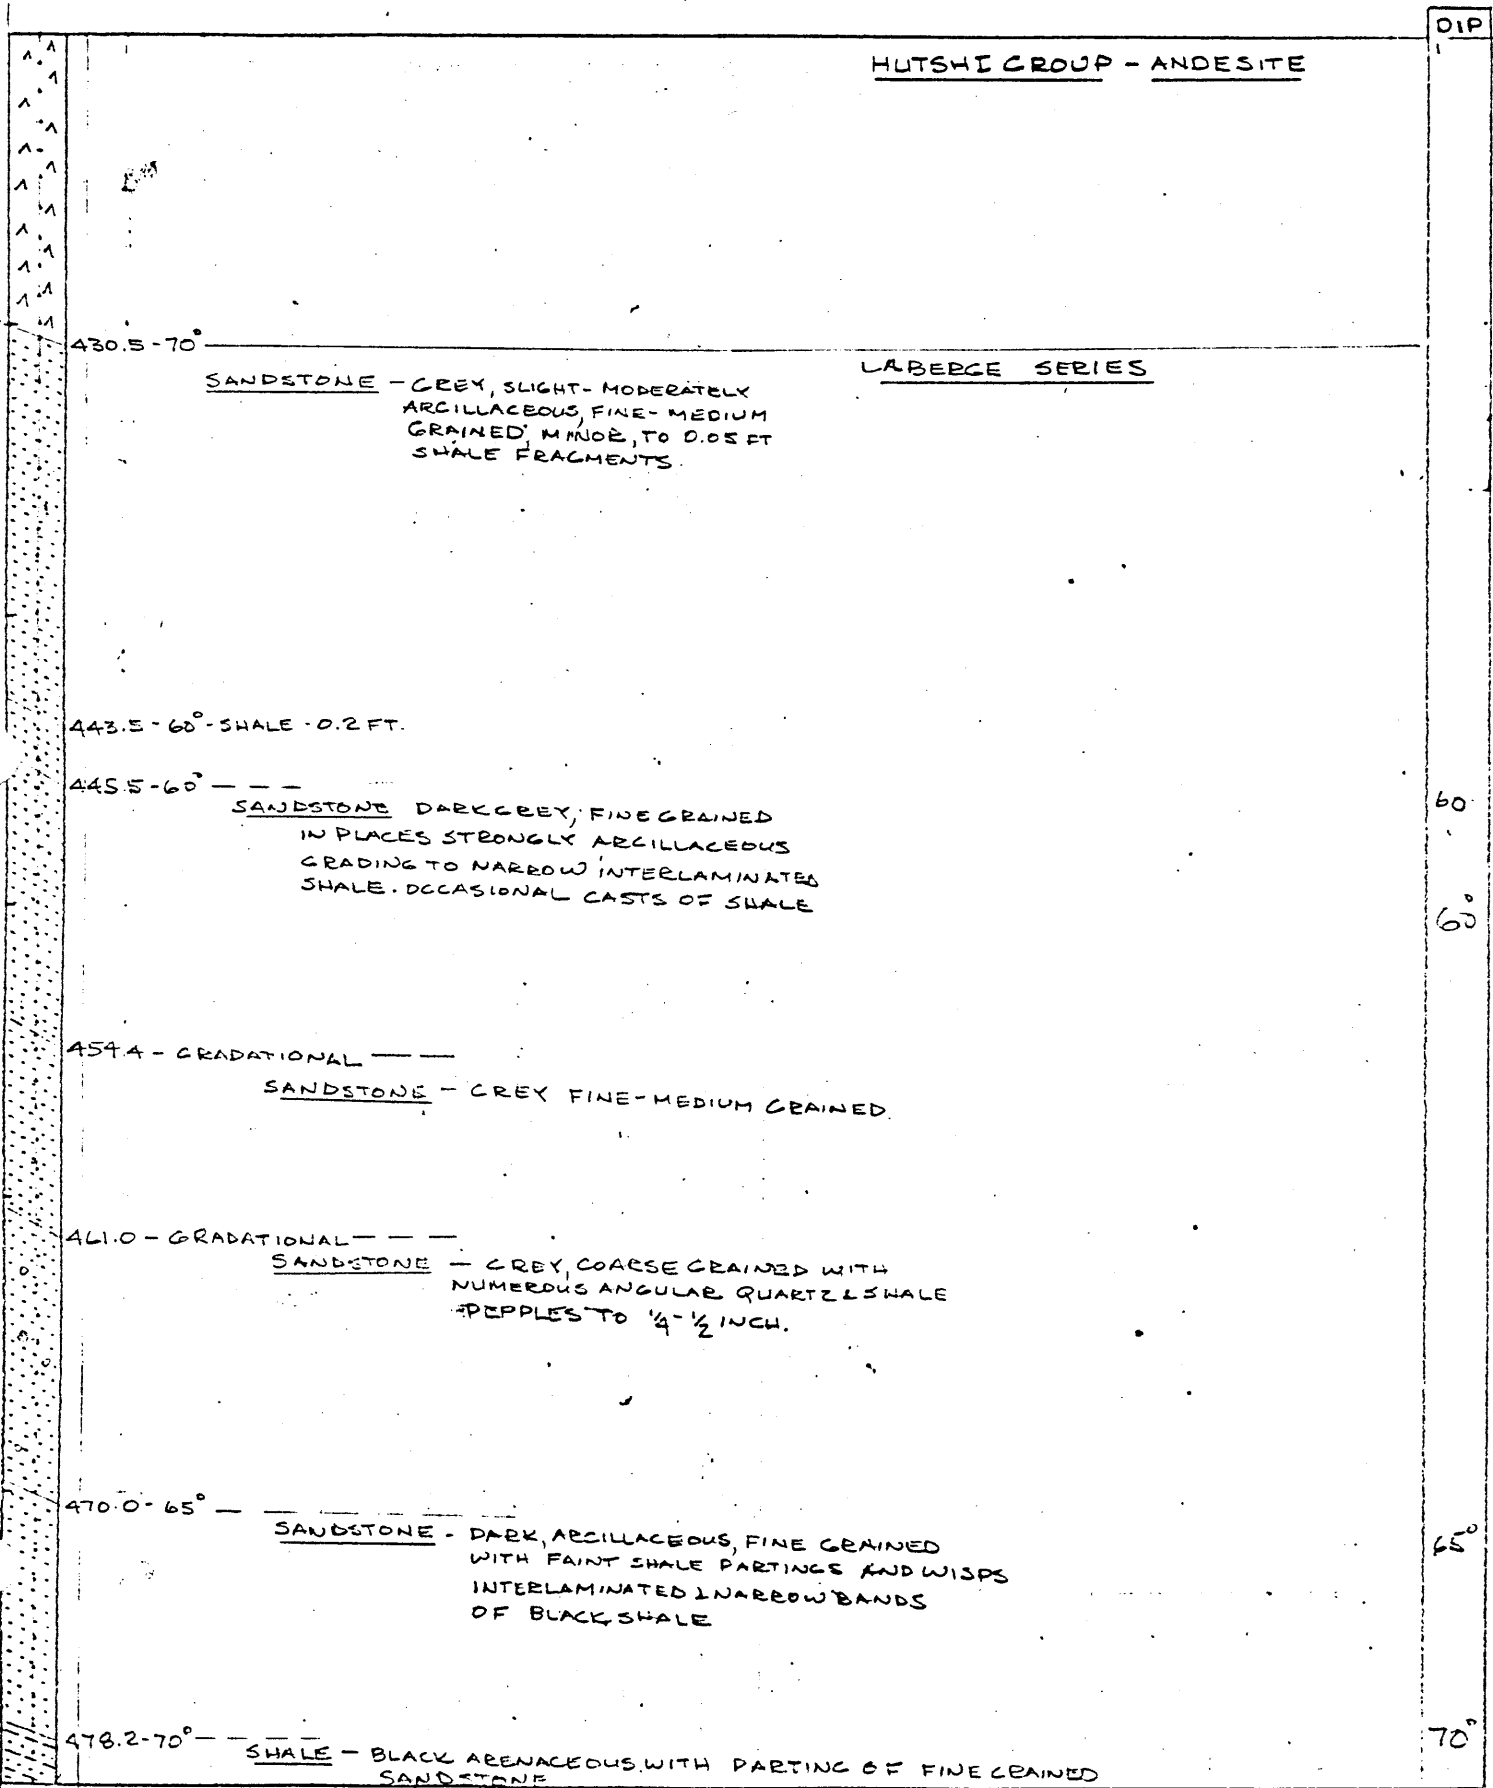 DIP
HUTSHI GROUP - ANDESITE
430.5-70°
LABERGE SERIES
SANDSTONE - GREY, SLIGHT- MODERATELY
ARGILLACEOUS, FINE- MEDIUM
GRAINED, MINOR, TO 0.05 FT
SHALE FRAGMENTS.
443.5-60°-SHALE-0.2 FT.
445.5-60°
SANDSTONE DARK GREY, FINE GRAINED
IN PLACES STRONGLY ARGILLACEOUS
GRADING TO NARROW INTERLAMINATED
SHALE. OCCASIONAL CASTS OF SHALE
60
60°
454.4 - GRADATIONAL
SANDSTONE - GREY FINE-MEDIUM GRAINED.
461.0 - GRADATIONAL
SANDSTONE - GREY, COARSE GRAINED WITH
NUMEROUS ANGULAR QUARTZ & SHALE
PEPPLES TO 1/4-1/2 INCH.
470.0-65°
SANDSTONE - DARK, ARGILLACEOUS, FINE GRAINED
WITH FAINT SHALE PARTINGS AND WISPS
INTERLAMINATED & NARROW BANDS
OF BLACK SHALE
65°
478.2-70°
70°
SHALE - BLACK ARENACEOUS, WITH PARTING OF FINE GRAINED
SANDSTONE